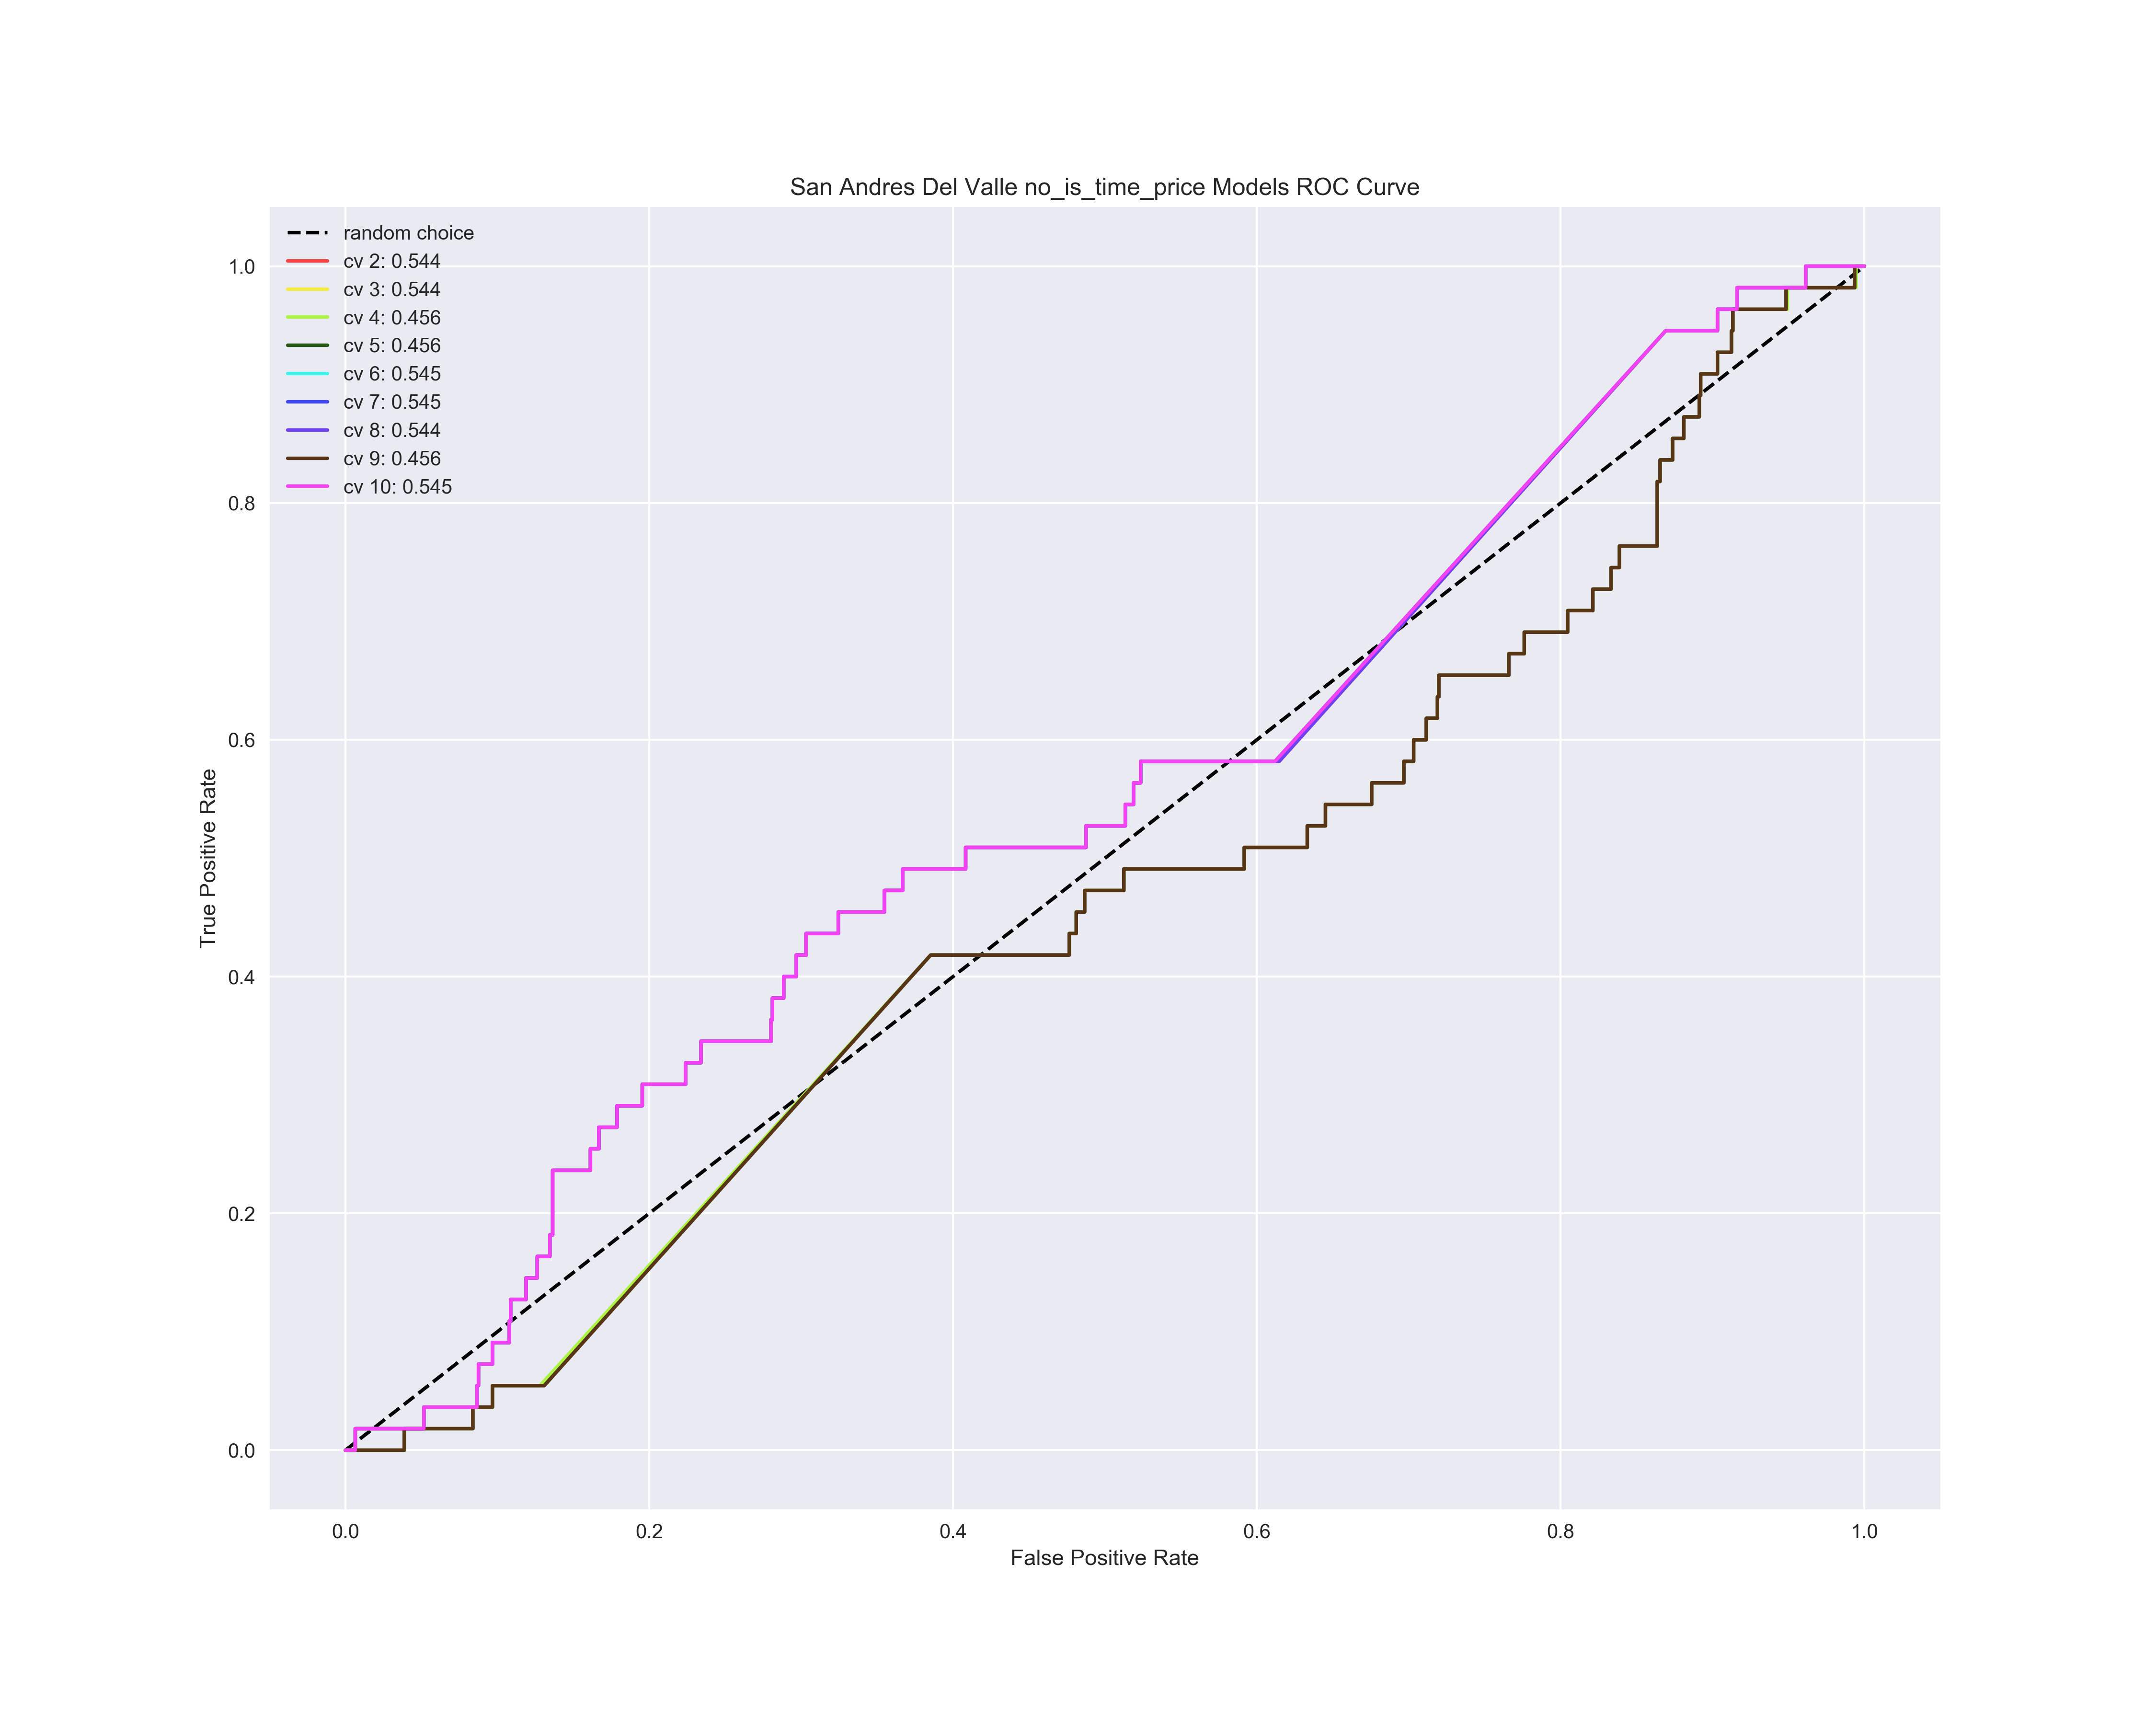 San Andres Del Valle no_is_time_price Models ROC Curve
random choice
cv 2: 0.544
cv 3: 0.544
cv 4: 0.456
cv 5: 0.456
cv 6: 0.545
cv 7: 0.545
cv 8: 0.544
cv 9: 0.456
cv 10: 0.545
1.0
0.8
0.6
0.4
0.2
0.0
True Positive Rate
0.0 0.2 0.4 0.6 0.8 1.0
False Positive Rate